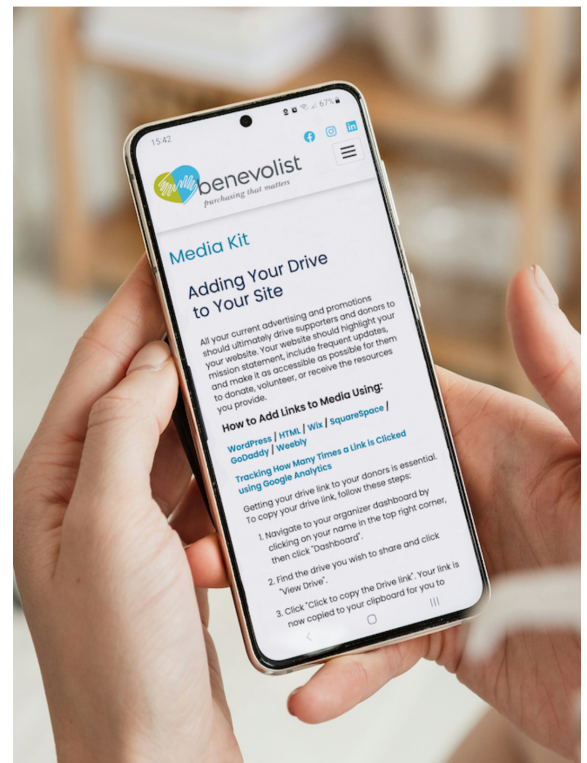 15:42
67%
benevolist
purchasing that matters
Media Kit
Adding Your Drive
to Your Site
All your current advertising and promotions
should ultimately drive supporters and donors to
your website. Your website should highlight your
mission statement, include frequent updates,
and make it as accessible as possible for them
to donate, volunteer, or receive the resources
you provide.
How to Add Links to Media Using:
WordPress / HTML / Wix / SquareSpace /
GoDaddy / Weebly
Tracking How Many Times a Link is Clicked
using Google Analytics
Getting your drive link to your donors is essential.
To copy your drive link, follow these steps:
1. Navigate to your organizer dashboard by
clicking on your name in the top right corner,
then click "Dashboard".
2. Find the drive you wish to share and click
"View Drive".
3. Click "Click to copy the Drive link". Your link is
now copied to your clipboard for you to